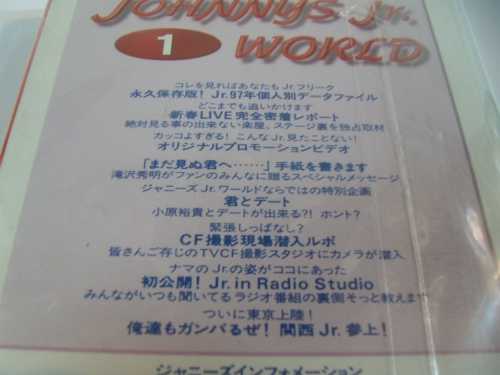 JOHNNYS Jr.
1 WORLD
コレを見ればあなたもJr.フリーク
永久保存版! Jr.97年個人別データファイル
どこまでも追いかけます
新春LIVE完全密着レポート
絶対見る事の出来ない楽屋、ステージ裏を独占取材
カッコよすぎる! こんなJr.見たことない!
オリジナルプロモーションビデオ
「まだ見ぬ君へ……」手紙を書きます
滝沢秀明がファンのみんなに贈るスペシャルメッセージ
ジャニーズJr.ワールドならではの特別企画
君とデート
小原裕貴とデートが出来る?! ホント?
緊張しっぱなし?
CF撮影現場潜入ルポ
皆さんご存じのTVCF撮影スタジオにカメラが潜入
ナマのJr.の姿がココにあった
初公開! Jr. in Radio Studio
みんながいつも聞いてるラジオ番組の裏側そっと教えます
ついに東京上陸!
俺達もガンバるぜ! 関西Jr.参上!
ジャニーズインフォメーション